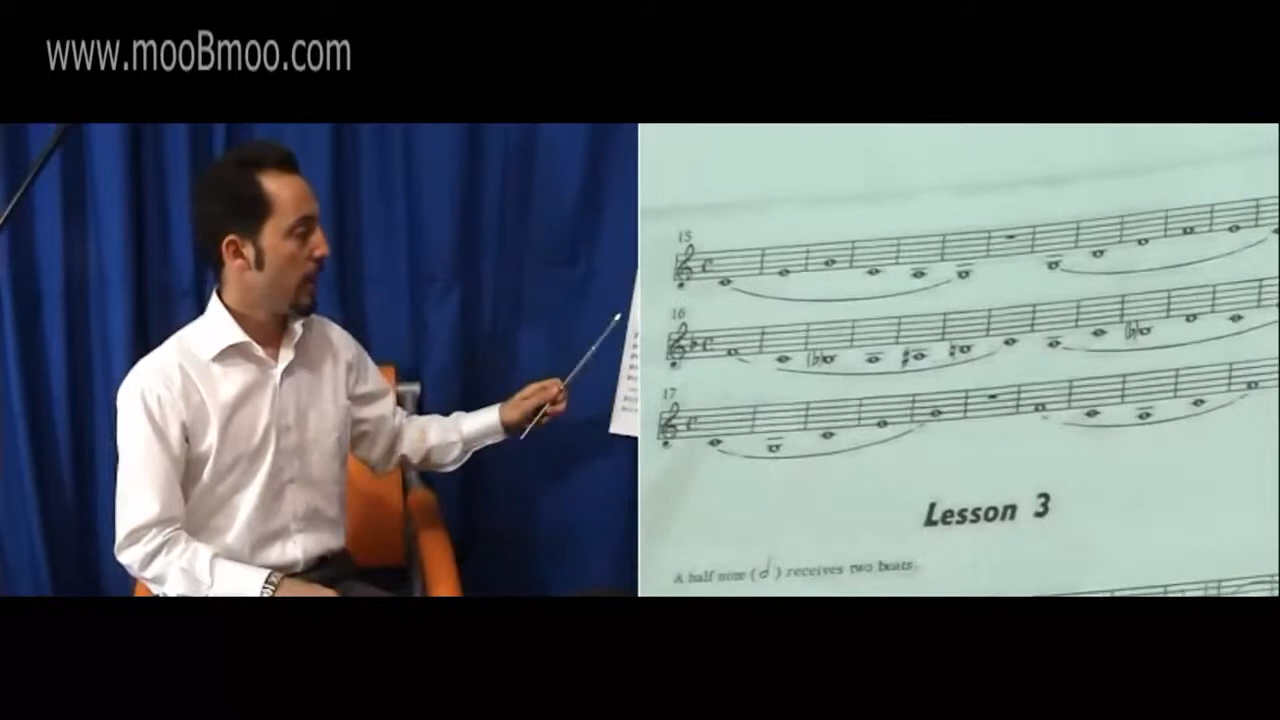 www.mooBmoo.com
15
16
17
Lesson 3
A half note ( ) receives two beats.